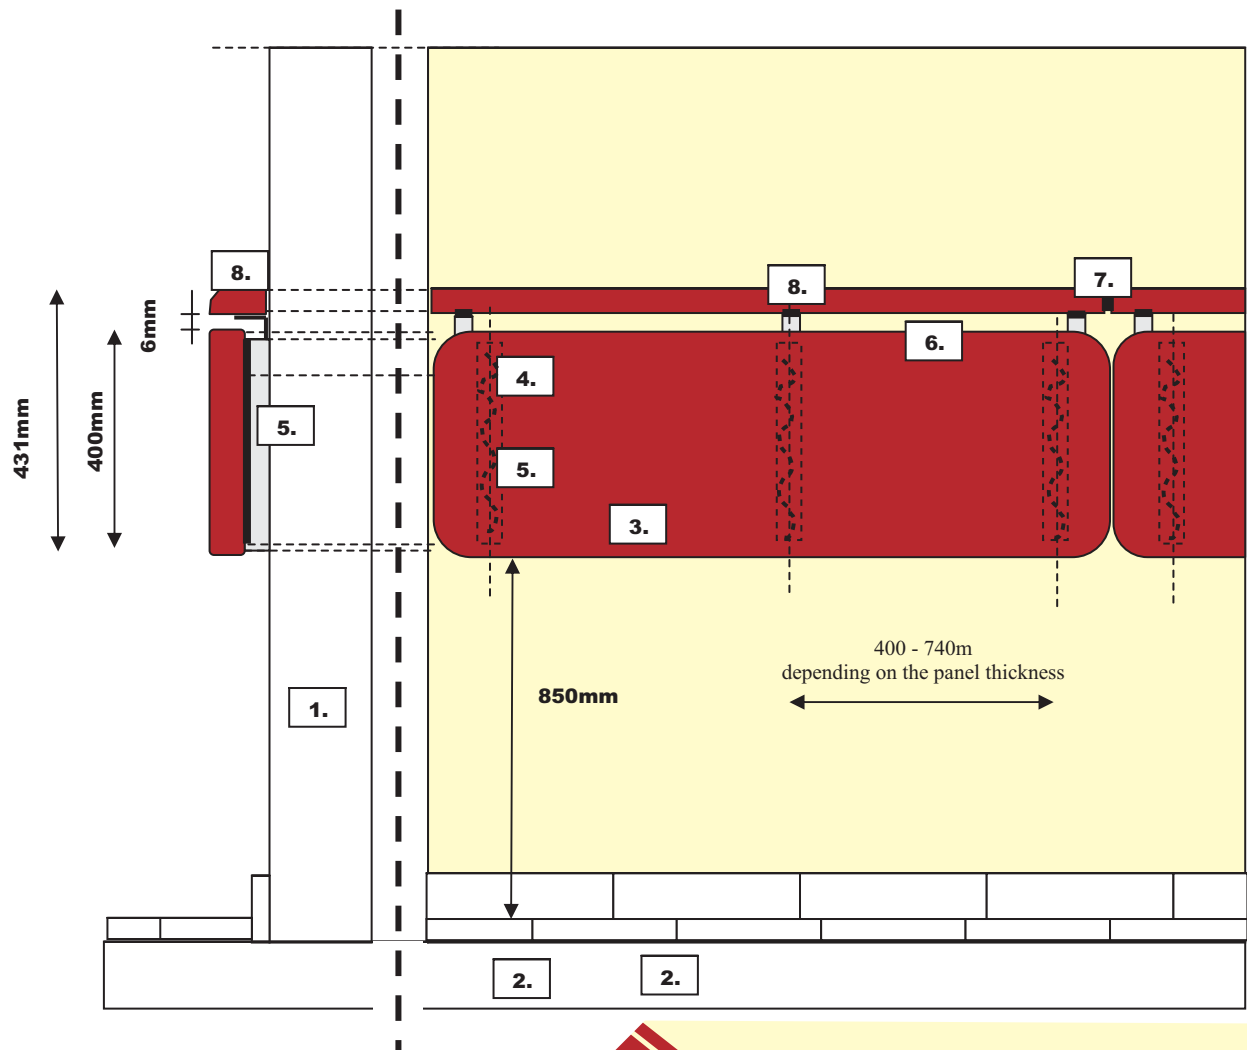 8.
8.
7.
6mm
6.
4.
431mm
400mm
5.
5.
3.
400 - 740m
depending on the panel thickness
850mm
1.
2.
2.